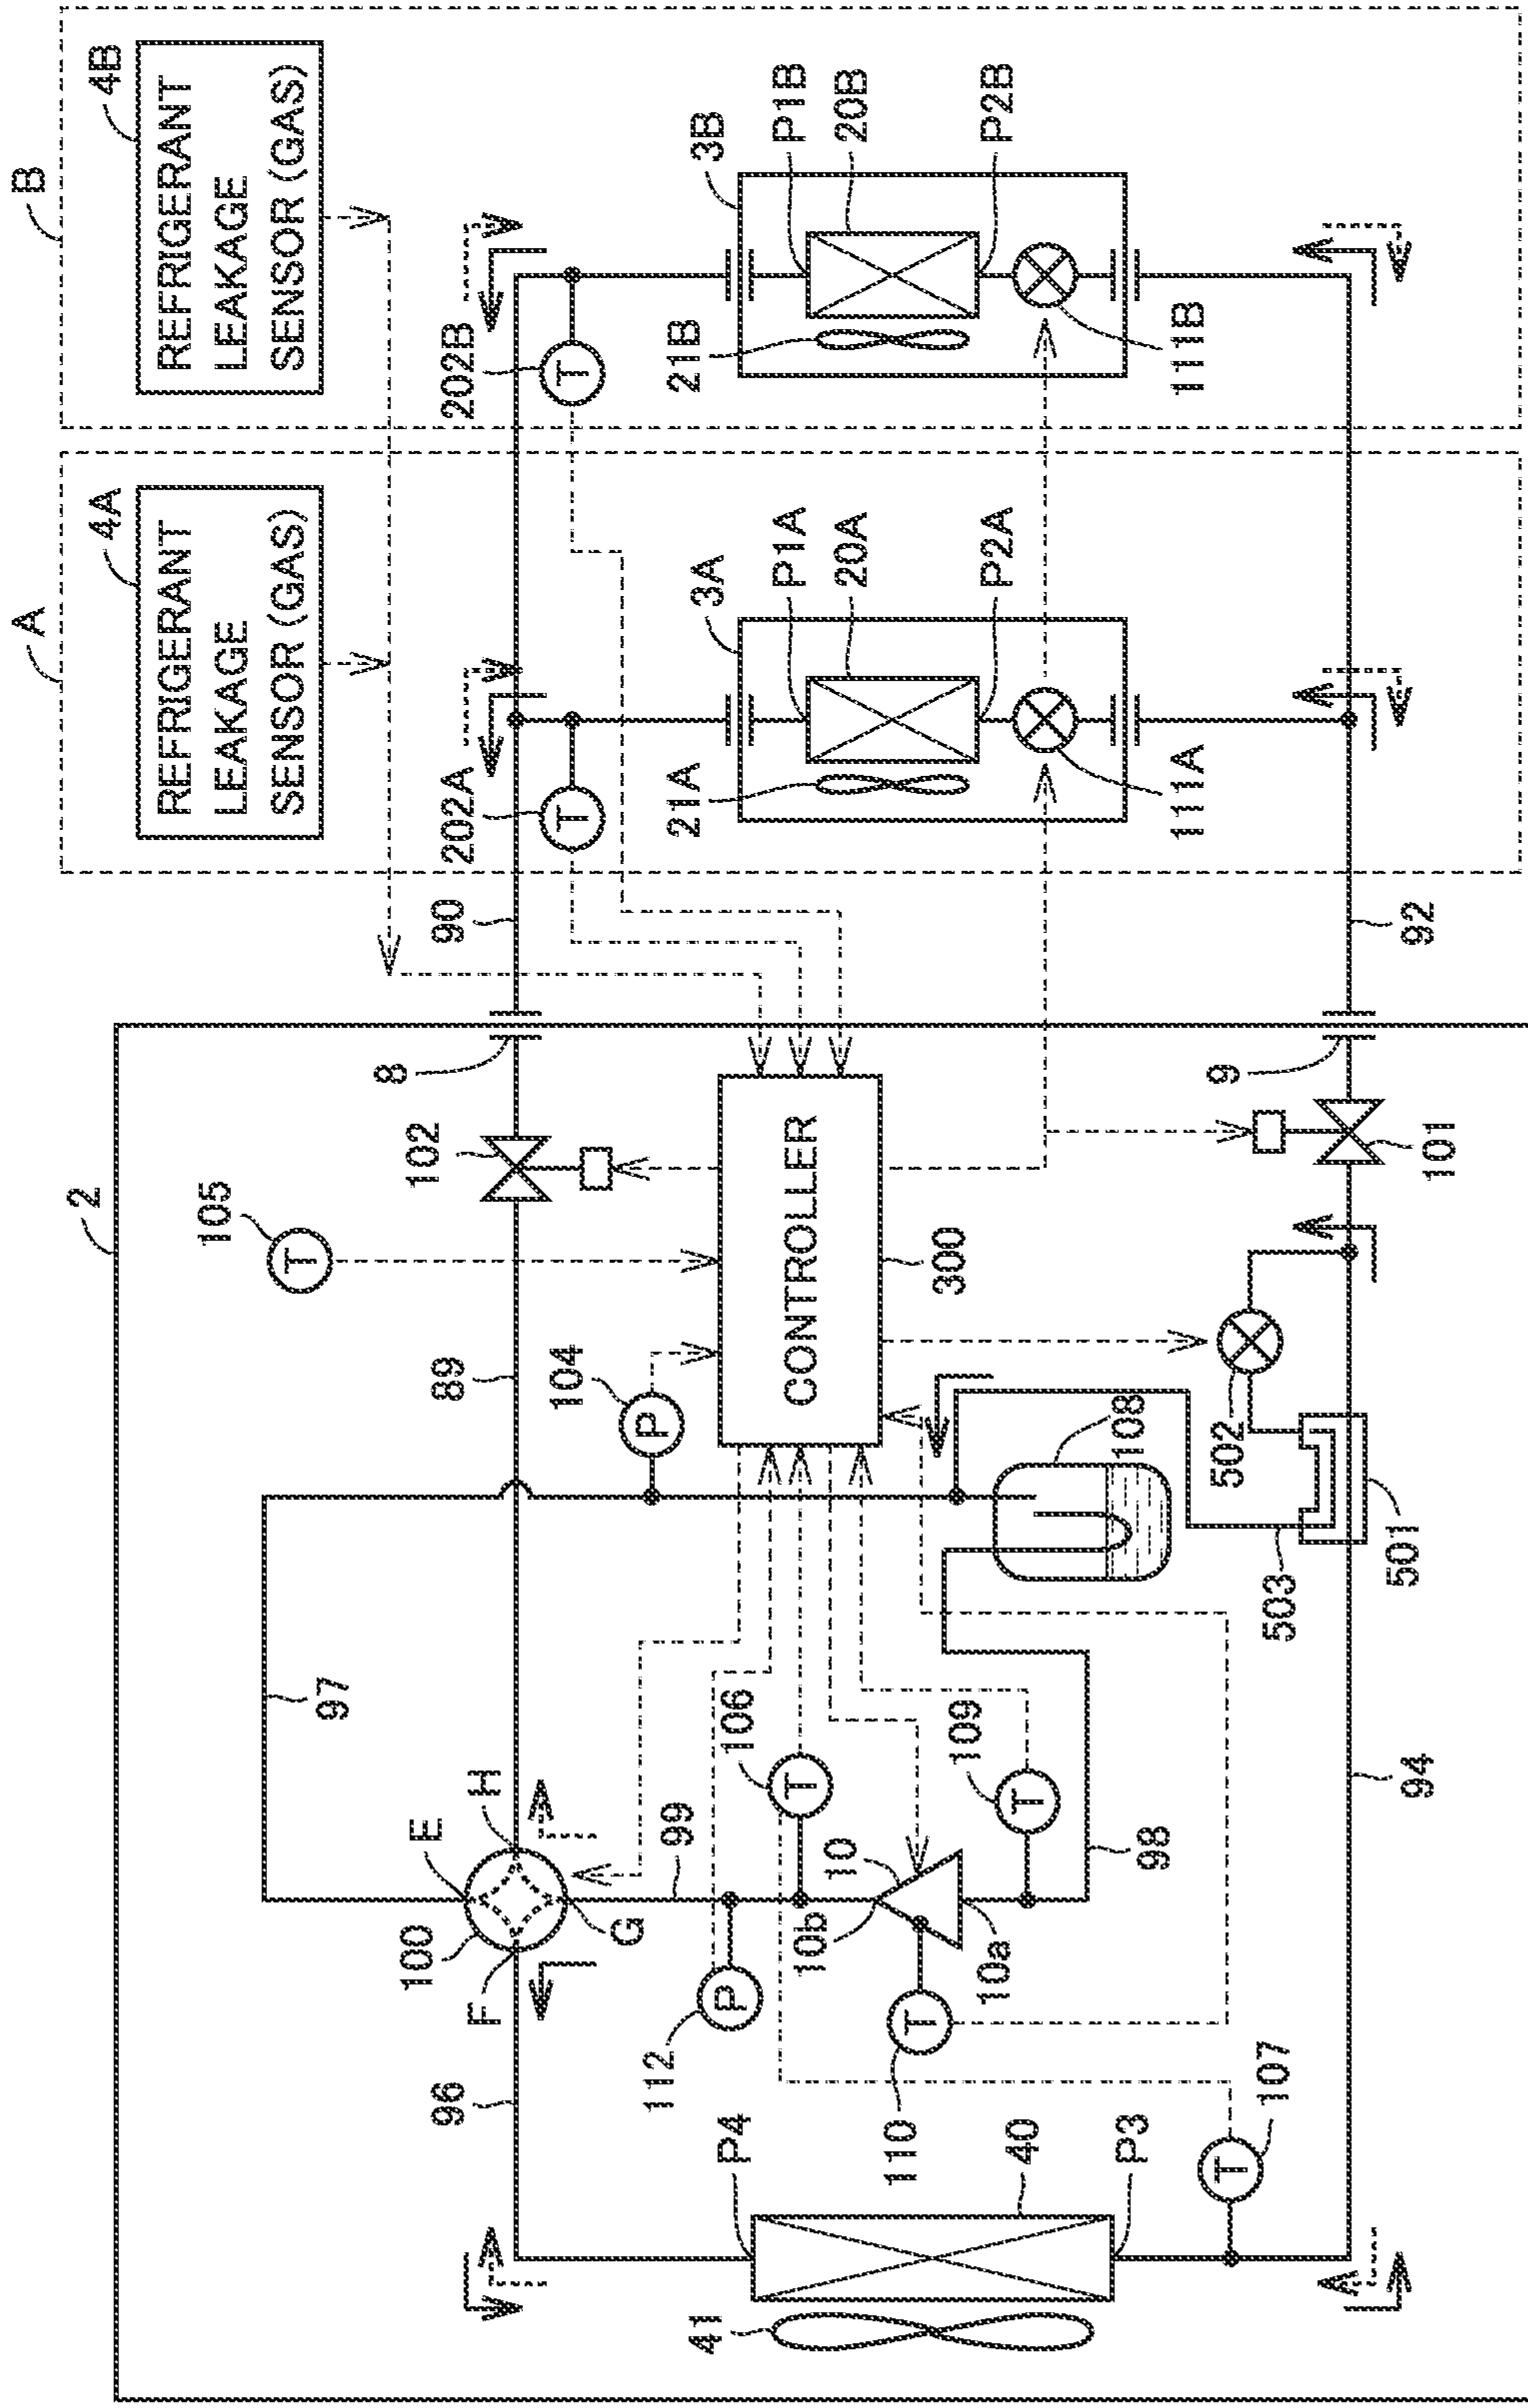 B
A
4B
REFRIGERANT
LEAKAGE
SENSOR (GAS)
4A
REFRIGERANT
LEAKAGE
SENSOR (GAS)
2
105
T
97
8
102
90
202A
T
202B
T
E
H
100
F
G
96
89
104
P
99
112
P
106
T
CONTROLLER
300
3A
21A
P1A
20A
P2A
111A
3B
21B
P1B
20B
P2B
111B
P4
41
40
P3
10
10b
10a
110
T
109
T
98
108
107
T
94
503
501
502
9
101
92